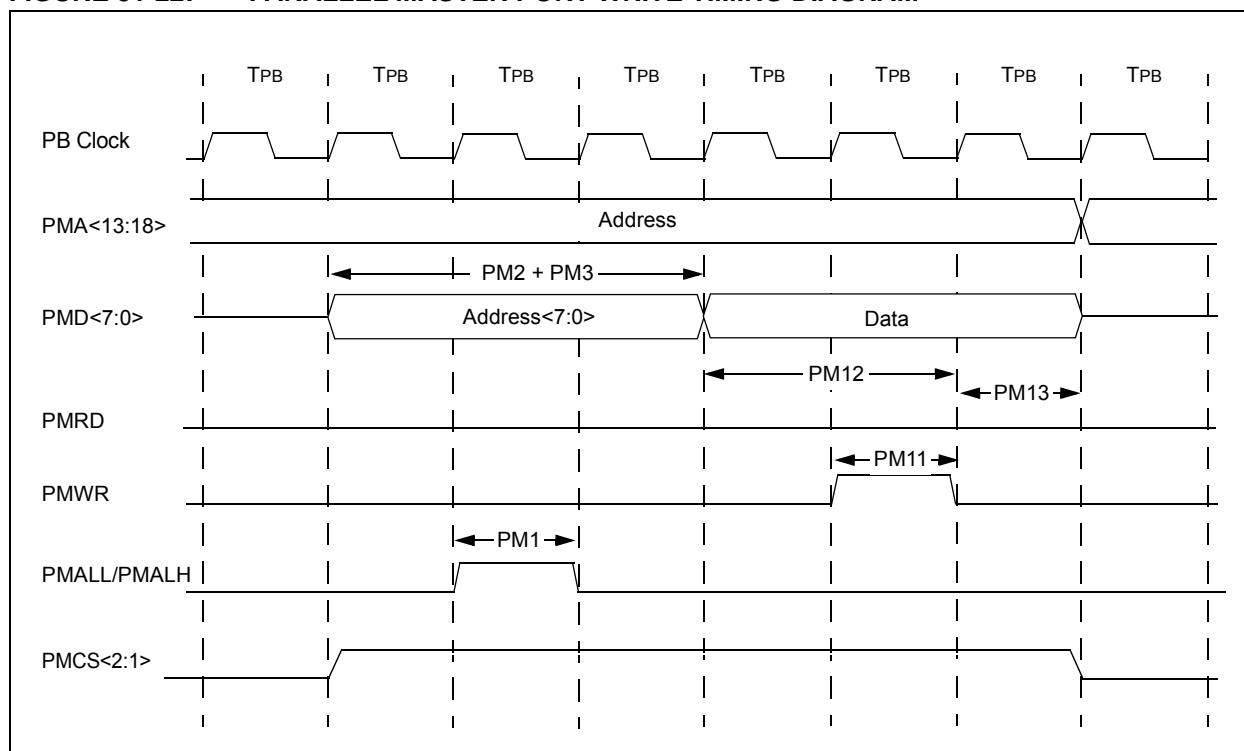 TPB TPB TPB TPB TPB TPB TPB TPB
PB Clock
PMA<13:18> Address
PM2 + PM3
PMD<7:0> Address<7:0> Data
PM12
PM13
PMRD
PM11
PMWR
PM1
PMALL/PMALH
PMCS<2:1>